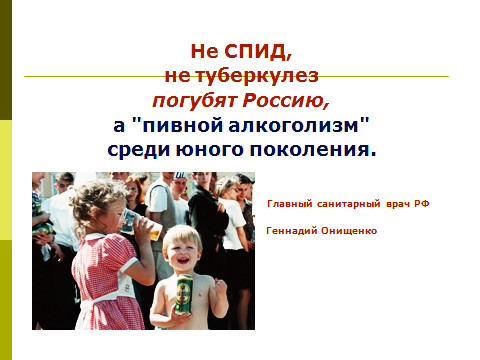 Не СПИД,
не туберкулез
погубят Россию,
а "пивной алкоголизм"
среди юного поколения.
Главный санитарный врач РФ
Геннадий Онищенко